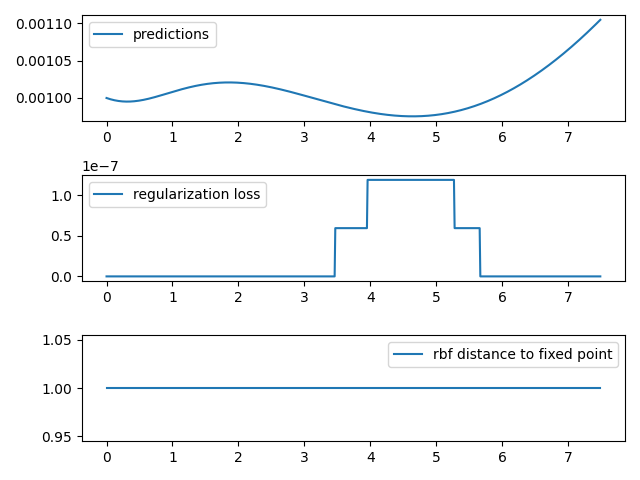 0.00110
0.00105
0.00100
predictions
0 1 2 3 4 5 6 7
1e−7
1.0
0.5
0.0
regularization loss
0 1 2 3 4 5 6 7
1.05
1.00
0.95
rbf distance to fixed point
0 1 2 3 4 5 6 7